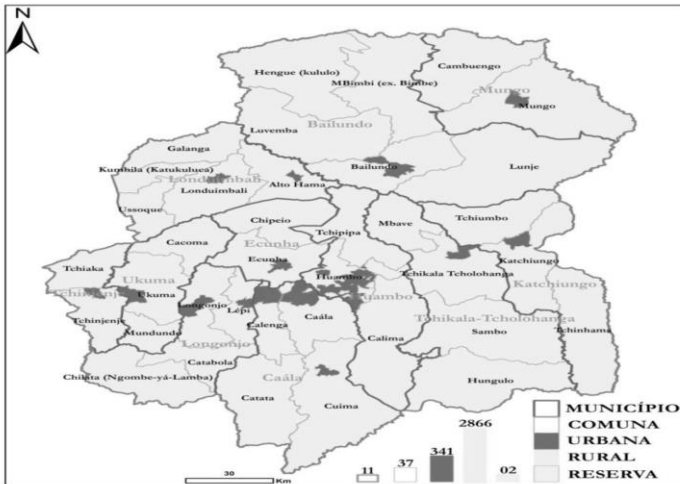 N
Cambuengo
Hengue (kululo)
MBimbi (ex. Bimbe)
Mungo
Mungo
Luvemba
Bailundo
Galanga
Bailundo
Lunje
Kumbila (Katukuluca)
Londuimbali
Londuimbali
Alto Hama
Ussoque
Chipeio
Mbave
Tchiumbo
Tchipipa
Cacoma
Ecunha
Ecunha
Katchiungo
Tchiaka
Huambo
Tchikala Tcholohanga
Ukuma
Katchiungo
Tchinjenje
Ukuma
Huambo
Longonjo
Lépi
Tchikala-Tcholohanga
Tchinjenje
Calenga
Caála
Sambo
Tchinhama
Mundundo
Longonjo
Calima
Catabola
Chilata (Ngombe-yá-Lamba)
Caála
Hungulo
Catata
Cuima
MUNICÍPIO
COMUNA
URBANA
RURAL
RESERVA
11
37
341
2866
02
30
Km